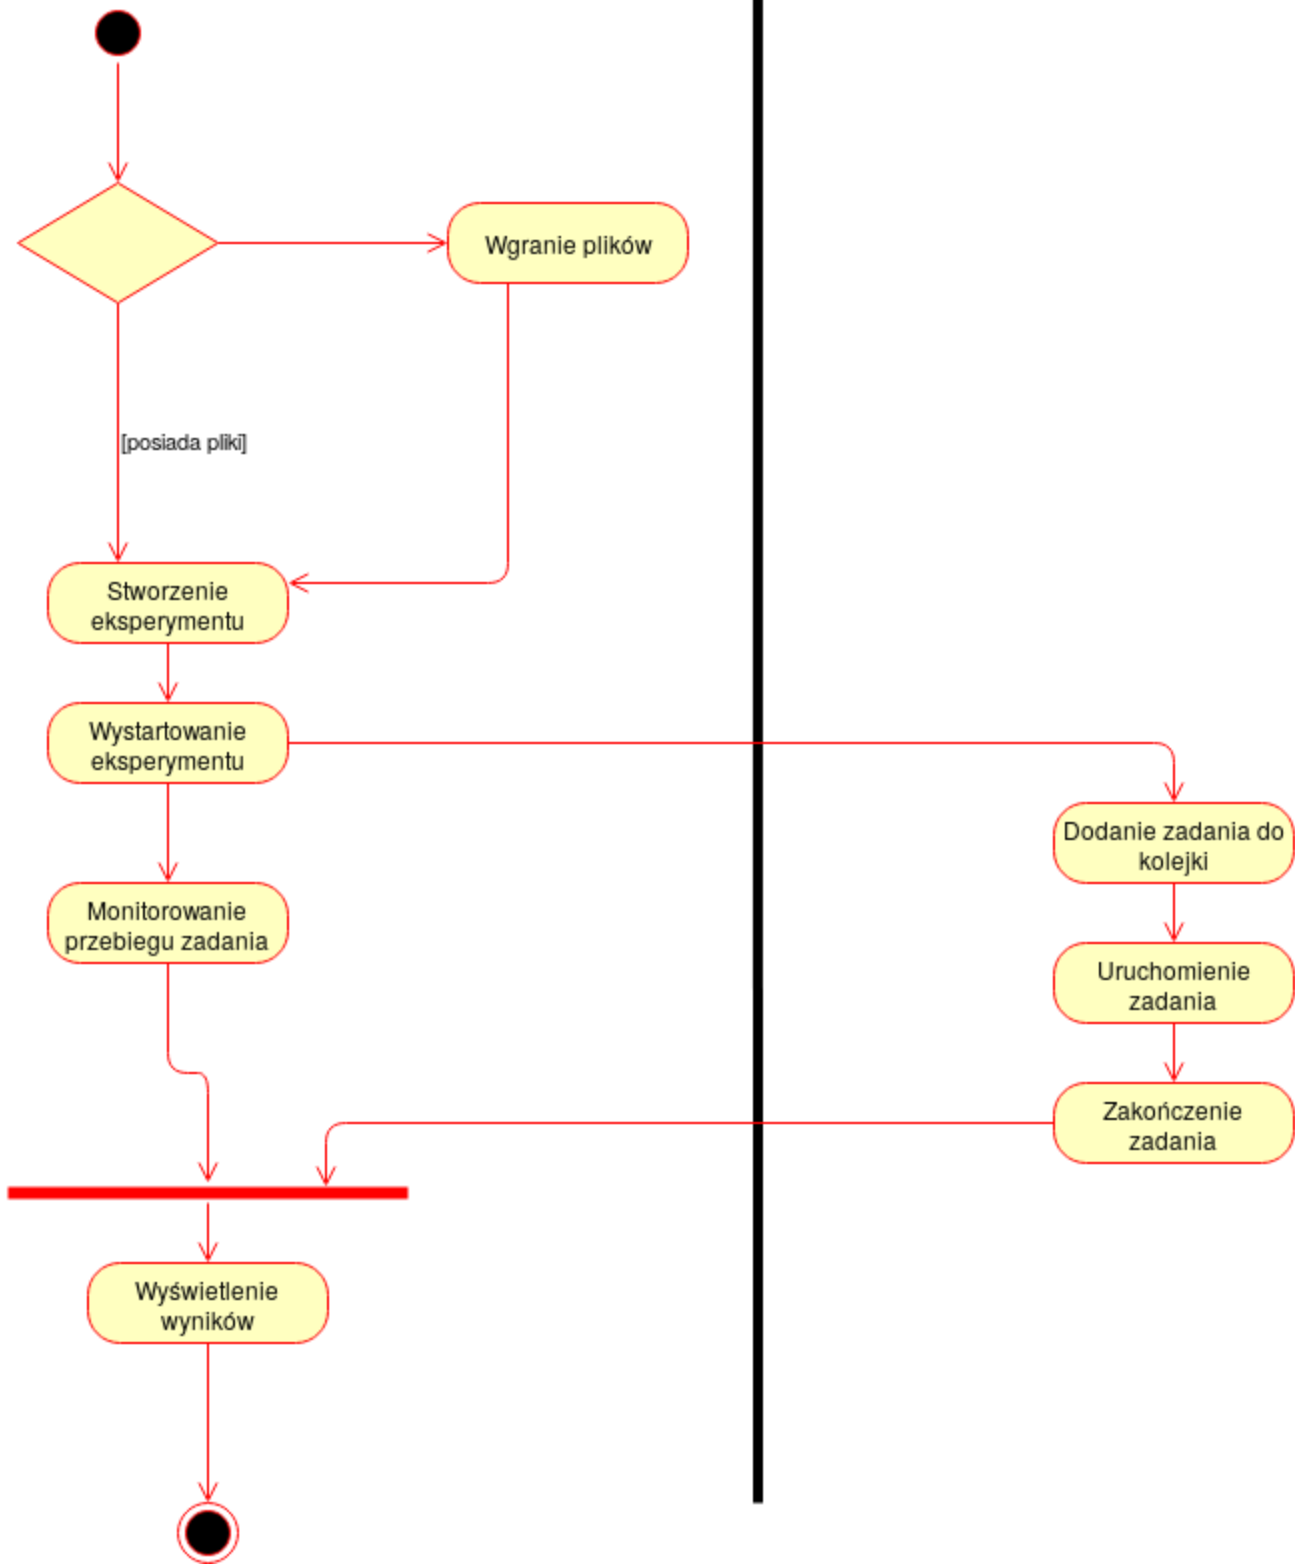 Wgranie plików
[posiada pliki]
Stworzenie
eksperymentu
Wystartowanie
eksperymentu
Dodanie zadania do
kolejki
Monitorowanie
przebiegu zadania
Uruchomienie
zadania
Zakończenie
zadania
Wyświetlenie
wyników